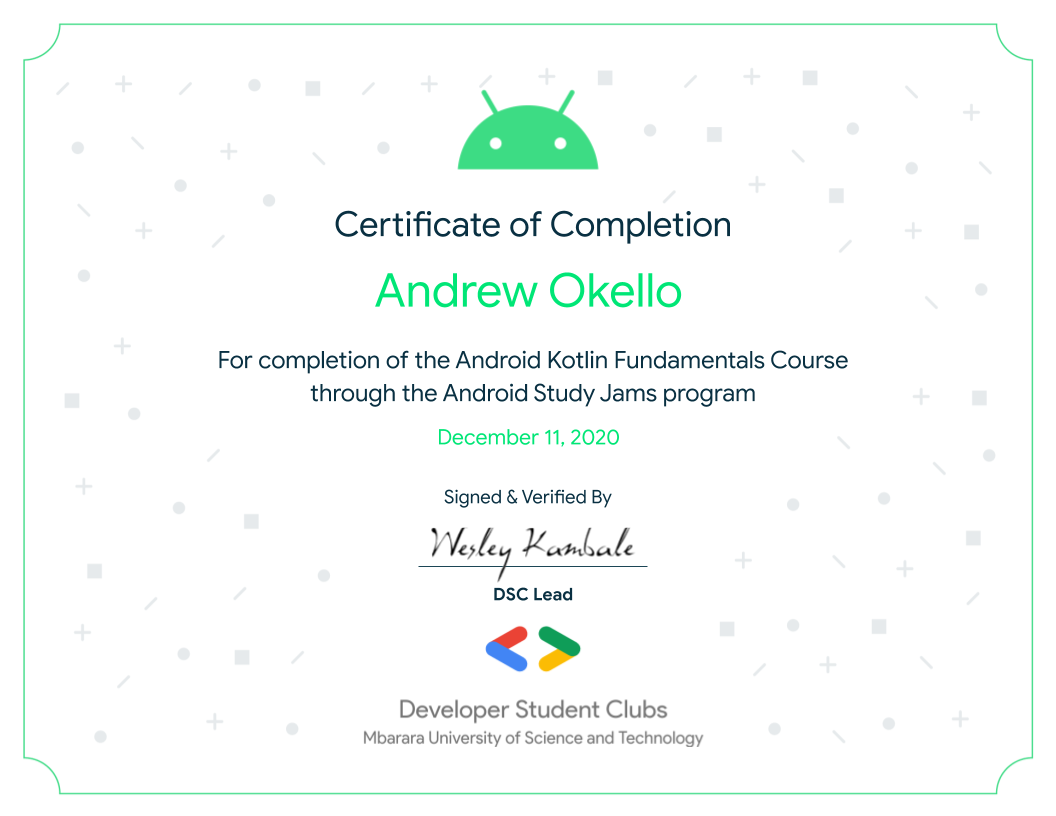 Certificate of Completion
Andrew Okello
For completion of the Android Kotlin Fundamentals Course
through the Android Study Jams program
December 11, 2020
Signed & Verified By
Wesley Kambale
DSC Lead
Developer Student Clubs
Mbarara University of Science and Technology